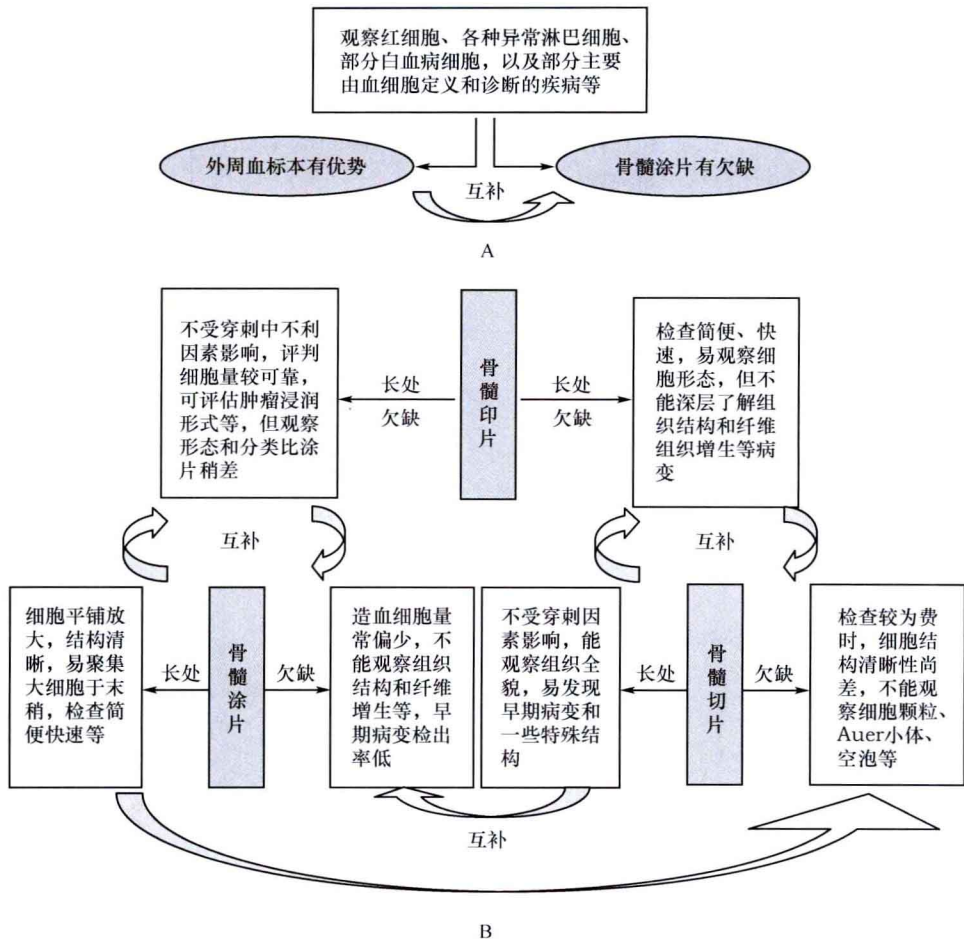 观察红细胞、各种异常淋巴细胞、
部分白血病细胞，以及部分主要
由血细胞定义和诊断的疾病等
外周血标本有优势
骨髓涂片有欠缺
互补
A
不受穿刺中不利
因素影响，评判
细胞量较可靠，
可评估肿瘤浸润
形式等，但观察
形态和分类比涂
片稍差
长处
欠缺
骨髓印片
长处
欠缺
检查简便、快
速，易观察细
胞形态，但不
能深层了解组
织结构和纤维
组织增生等病
变
互补
互补
细胞平铺放
大，结构清
晰，易聚集
大细胞于末
稍，检查简
便快速等
长处
骨髓涂片
欠缺
造血细胞量
常偏少，不
能观察组织
结构和纤维
增生等，早
期病变检出
率低
不受穿刺因
素影响，能
观察组织全
貌，易发现
早期病变和
一些特殊结
构
长处
骨髓切片
欠缺
检查较为费
时，细胞结
构清晰性尚
差，不能观
察细胞颗粒、
Auer小体、
空泡等
互补
B